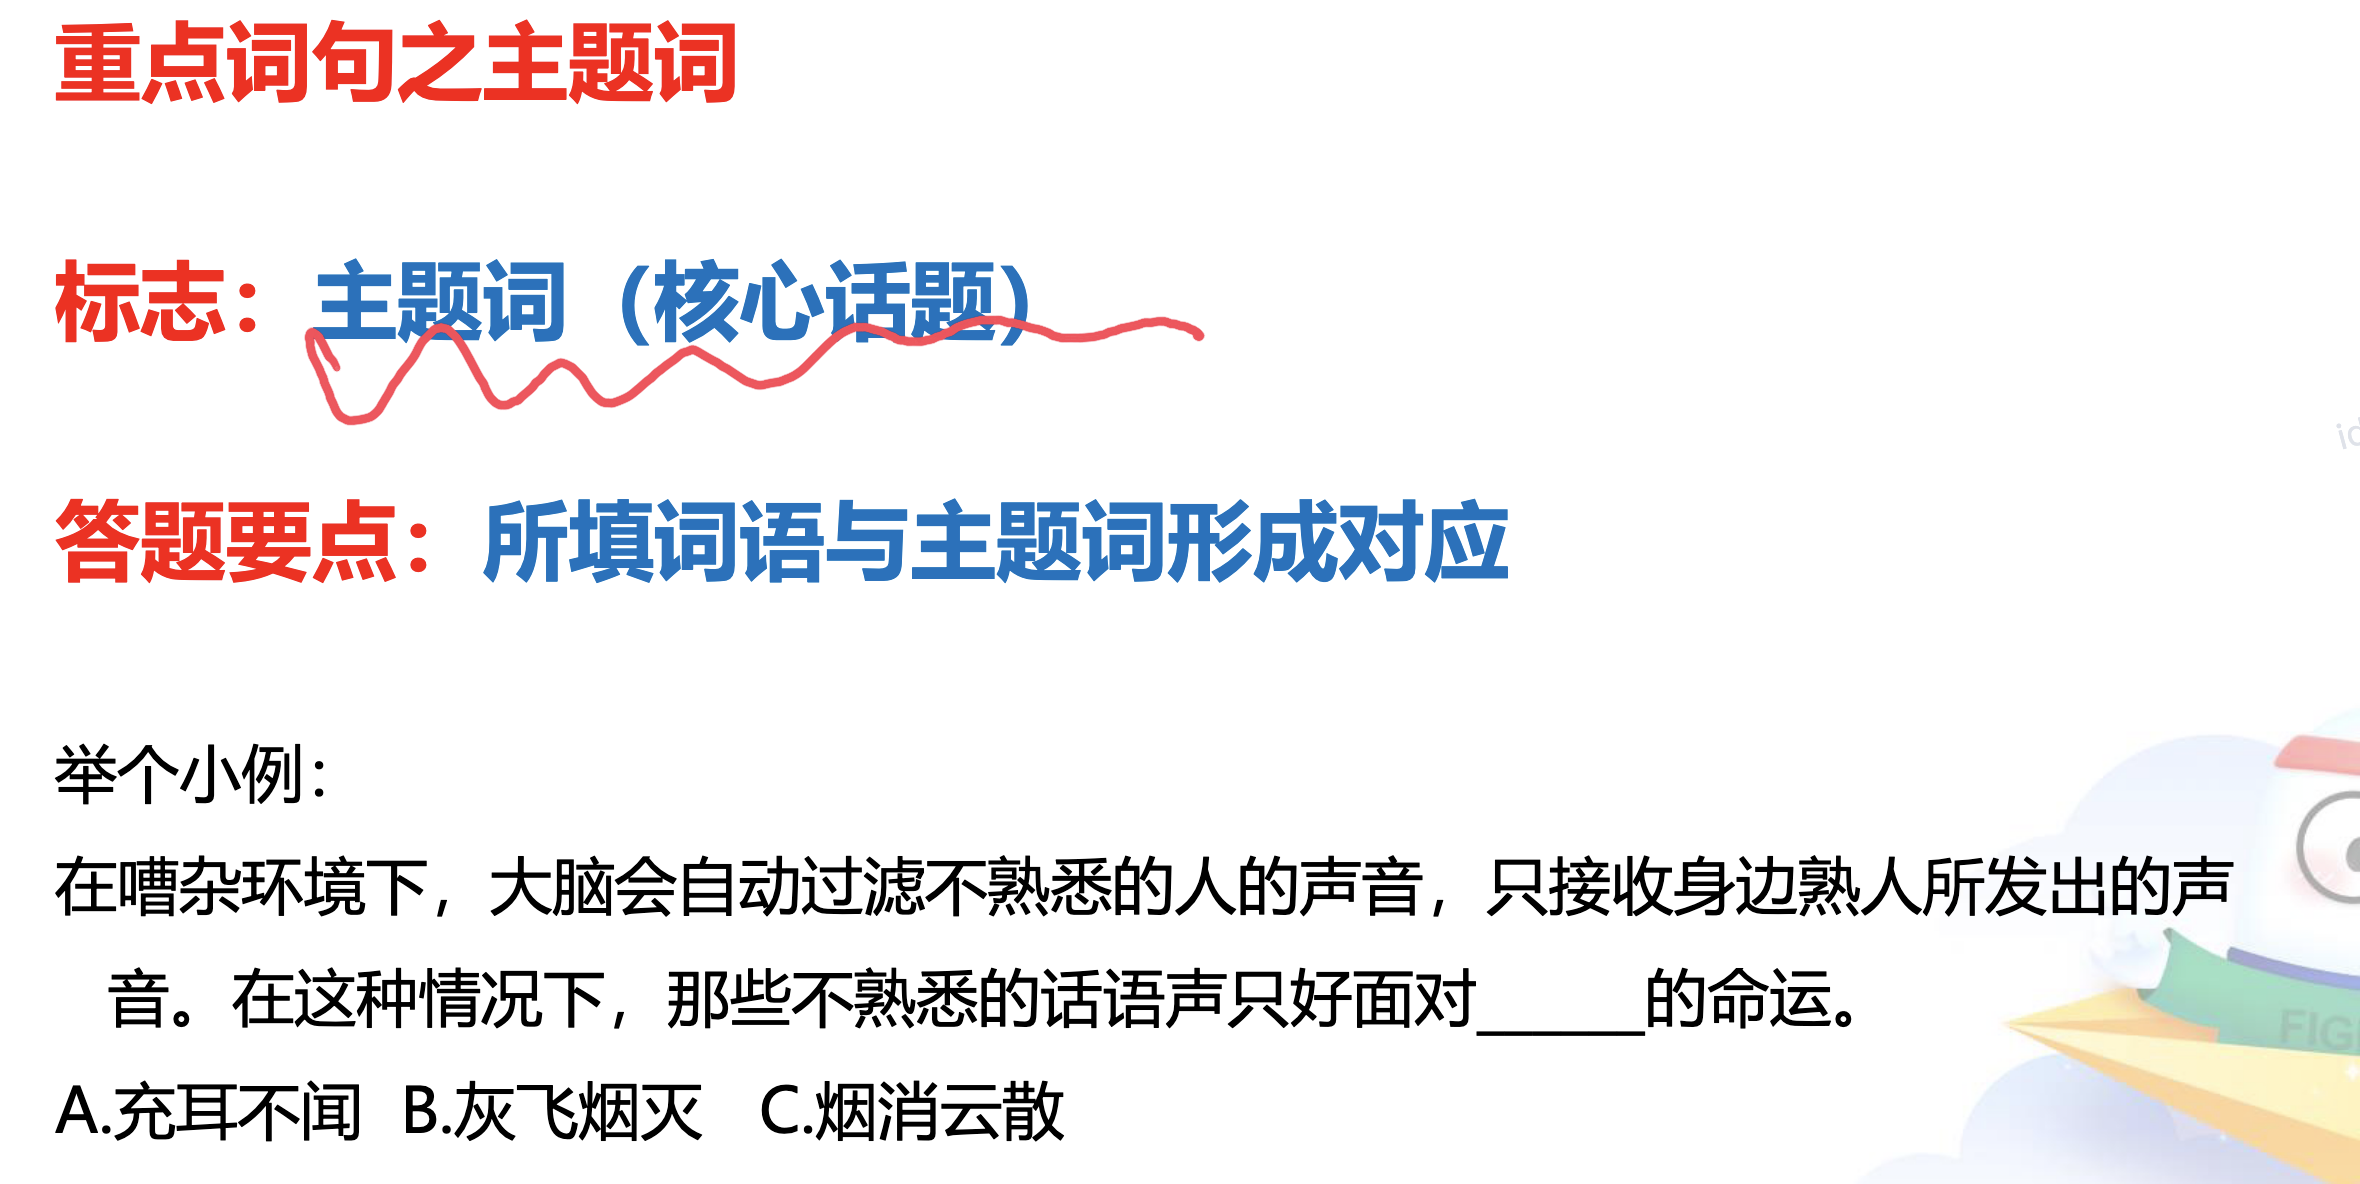 重点词句之主题词
标志：主题词（核心话题）
答题要点：所填词语与主题词形成对应
举个小例：
在嘈杂环境下，大脑会自动过滤不熟悉的人的声音，只接收身边熟人所发出的声
音。在这种情况下，那些不熟悉的话语声只好面对______的命运。
A.充耳不闻 B.灰飞烟灭 C.烟消云散